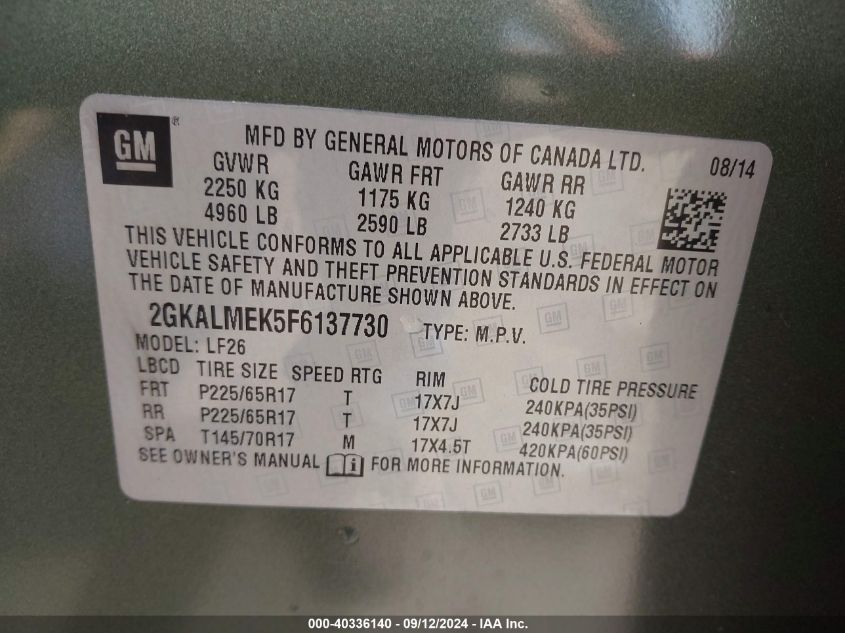 GM ®
MFD BY GENERAL MOTORS OF CANADA LTD. 08/14
GVWR GAWR FRT GAWR RR
2250 KG 1175 KG 1240 KG
4960 LB 2590 LB 2733 LB
THIS VEHICLE CONFORMS TO ALL APPLICABLE U.S. FEDERAL MOTOR
VEHICLE SAFETY AND THEFT PREVENTION STANDARDS IN EFFECT ON
THE DATE OF MANUFACTURE SHOWN ABOVE.
2GKALMEK5F6137730 TYPE: M.P.V.
MODEL: LF26
LBCD TIRE SIZE SPEED RTG RIM COLD TIRE PRESSURE
FRT P225/65R17 T 17X7J 240KPA(35PSI)
RR P225/65R17 T 17X7J 240KPA(35PSI)
SPA T145/70R17 M 17X4.5T 420KPA(60PSI)
SEE OWNER'S MANUAL i FOR MORE INFORMATION.
000-40336140 - 09/12/2024 - IAA Inc.